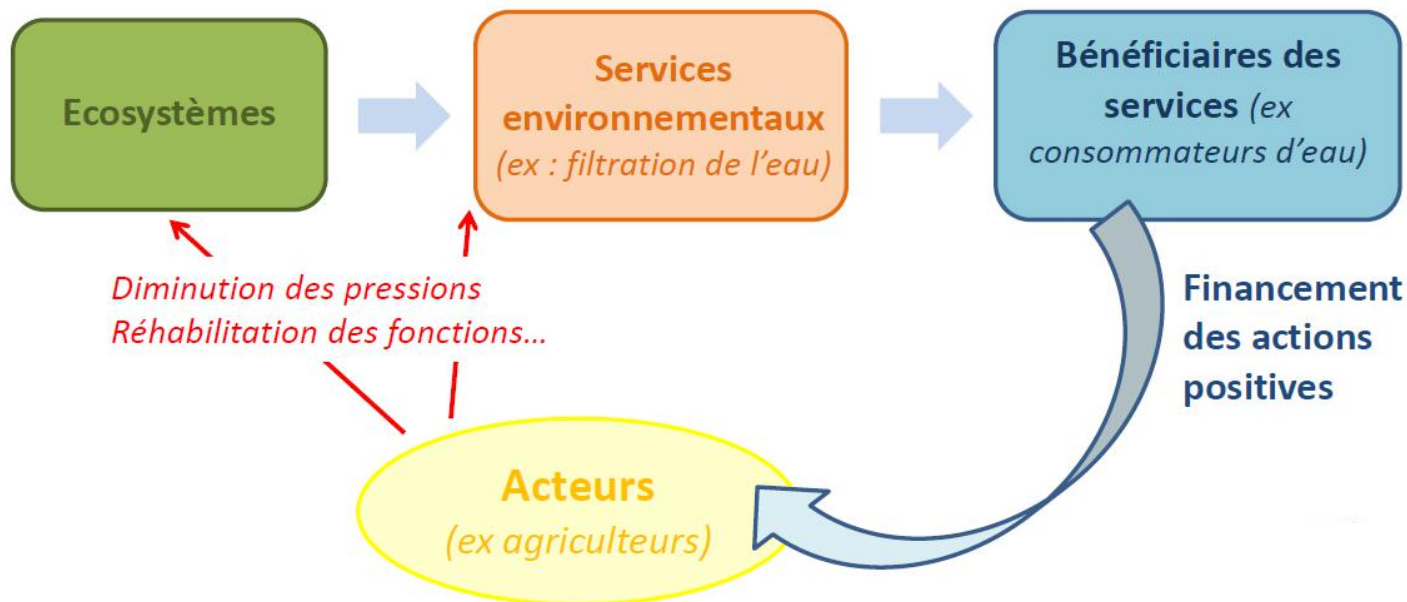 Ecosystèmes
Services
environnementaux
(ex : filtration de l'eau)
Bénéficiaires des
services (ex
consommateurs d'eau)
Diminution des pressions
Réhabilitation des fonctions...
Financement
des actions
positives
Acteurs
(ex agriculteurs)